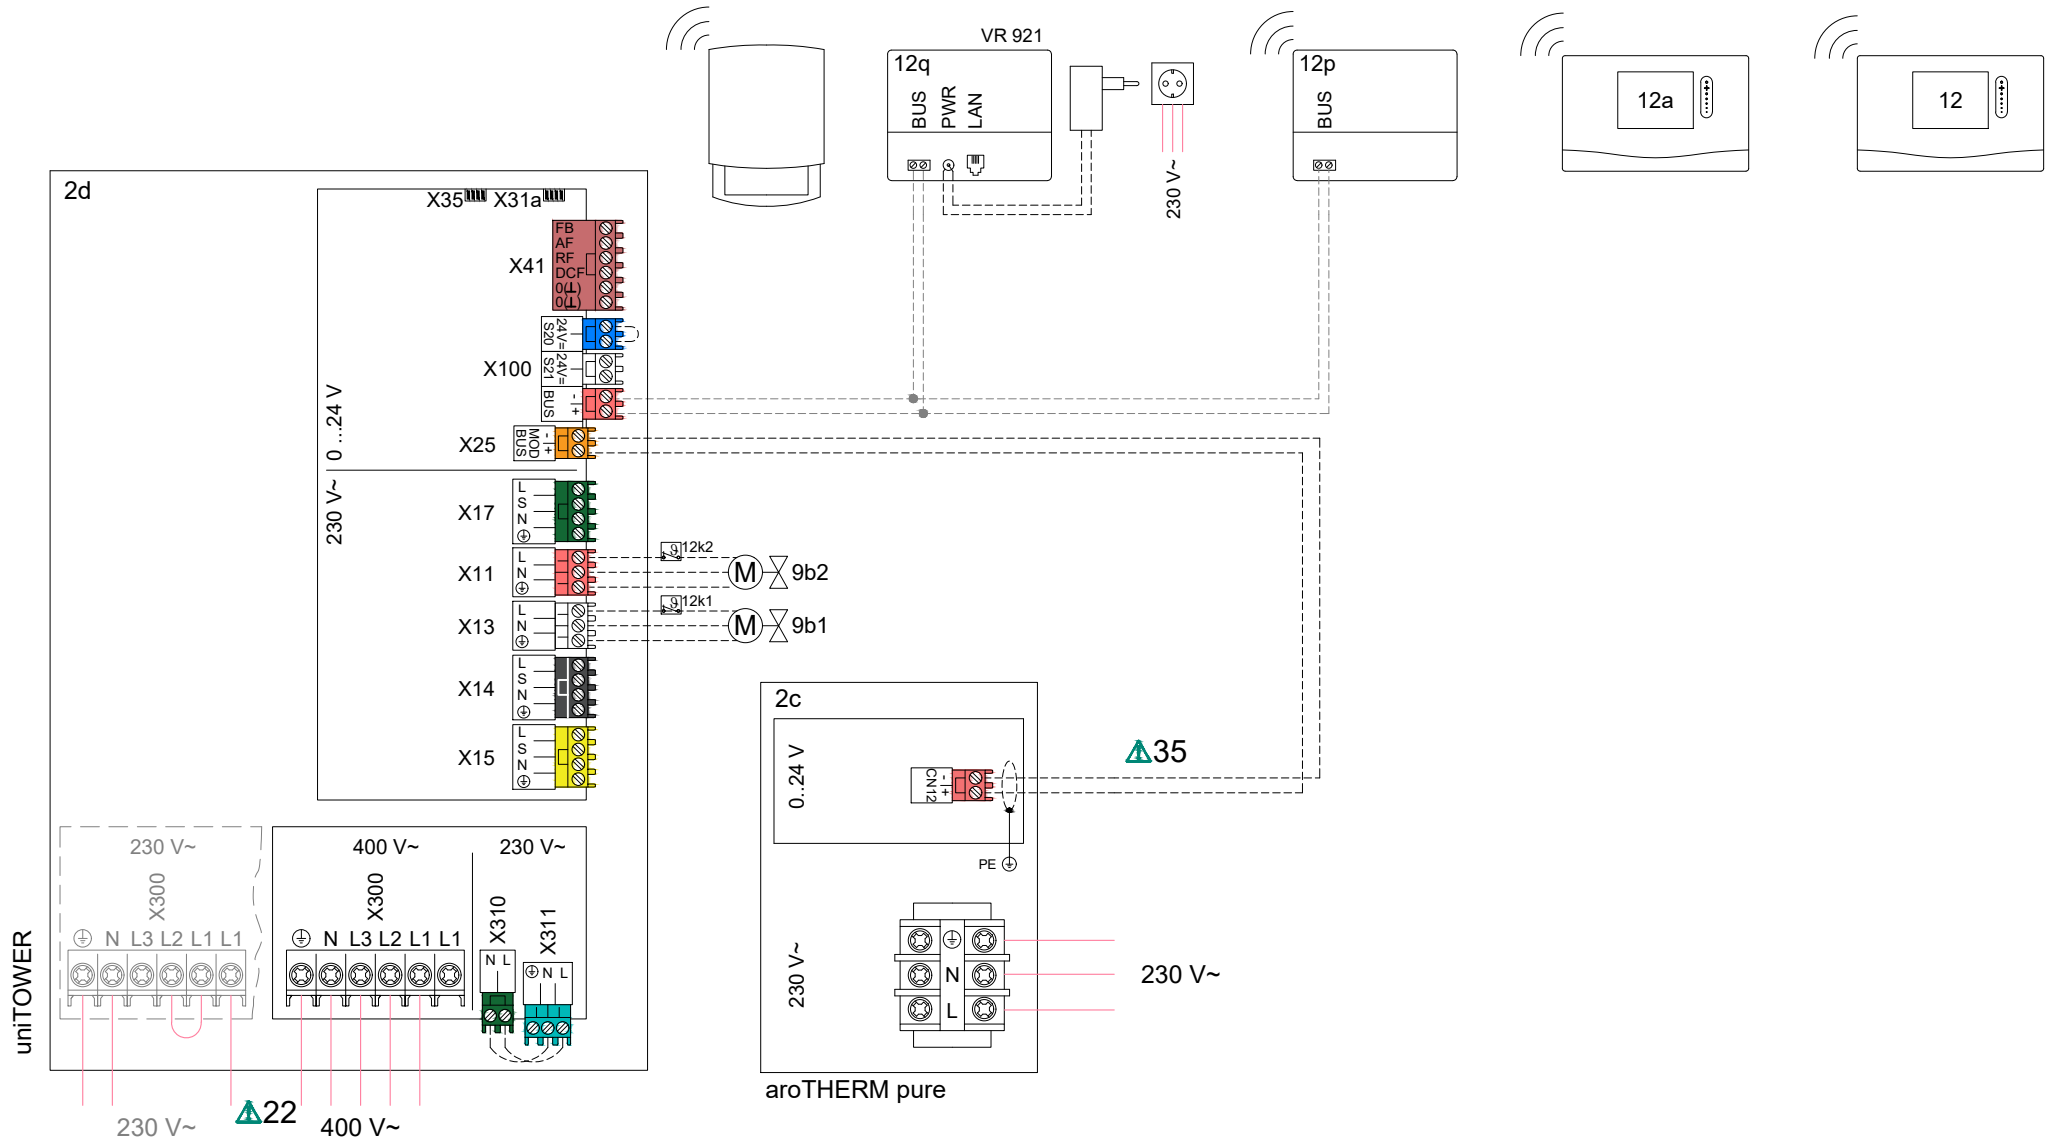 VR 921
12q
BUS
PWR
LAN
230 V~
12p
BUS
12a
12
2d
X35
X31a
X41
FB
AF
RF
DCF
0(⊥)
0(⊥)
X100
24V=
S20
24V=
S21
BUS
-
+
X25
MOD
BUS
-
+
0 ...24 V
230 V~
X17
L
S
N
X11
L
N
12k2
M
9b2
X13
L
N
12k1
M
9b1
X14
L
S
N
X15
L
S
N
230 V~
X300
N L3 L2 L1 L1
400 V~
X300
N L3 L2 L1 L1
230 V~
X310
N L
X311
N L
uniTOWER
230 V~
22
400 V~
2c
0..24 V
CN12
-
+
PE
35
230 V~
N
L
230 V~
aroTHERM pure